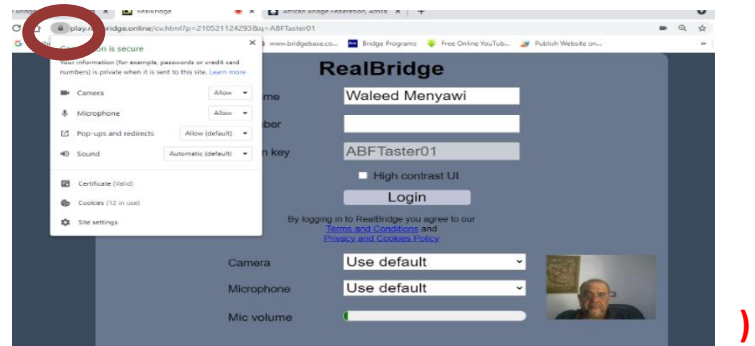 RealBridge
African Bridge Federation, Africa
play.realbridge.online/cv.html?p=210521124293&q=ABFTaster01
www.bridgebase.co...
Bridge Programs
Free Online YouTub...
Publish Website on...
is secure
Your information (for example, passwords or credit card
numbers) is private when it is sent to this site. Learn more
Camera
Allow
Microphone
Allow
Pop-ups and redirects
Allow (default)
Sound
Automatic (default)
Certificate (Valid)
Cookies (12 in use)
Site settings
RealBridge
Waleed Menyawi
key
ABFTaster01
High contrast UI
Login
By logging in to RealBridge you agree to our
Terms and Conditions and
Privacy and Cookies Policy
Camera
Use default
Microphone
Use default
Mic volume
)